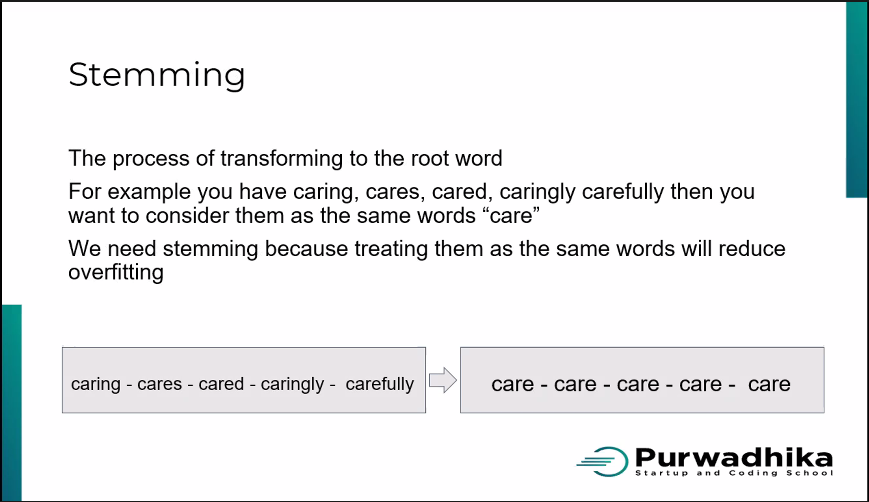 Stemming
The process of transforming to the root word
For example you have caring, cares, cared, caringly carefully then you
want to consider them as the same words “care”
We need stemming because treating them as the same words will reduce
overfitting
caring - cares - cared - caringly -  carefully
care - care - care - care -  care
Purwadhika
Startup and Coding School